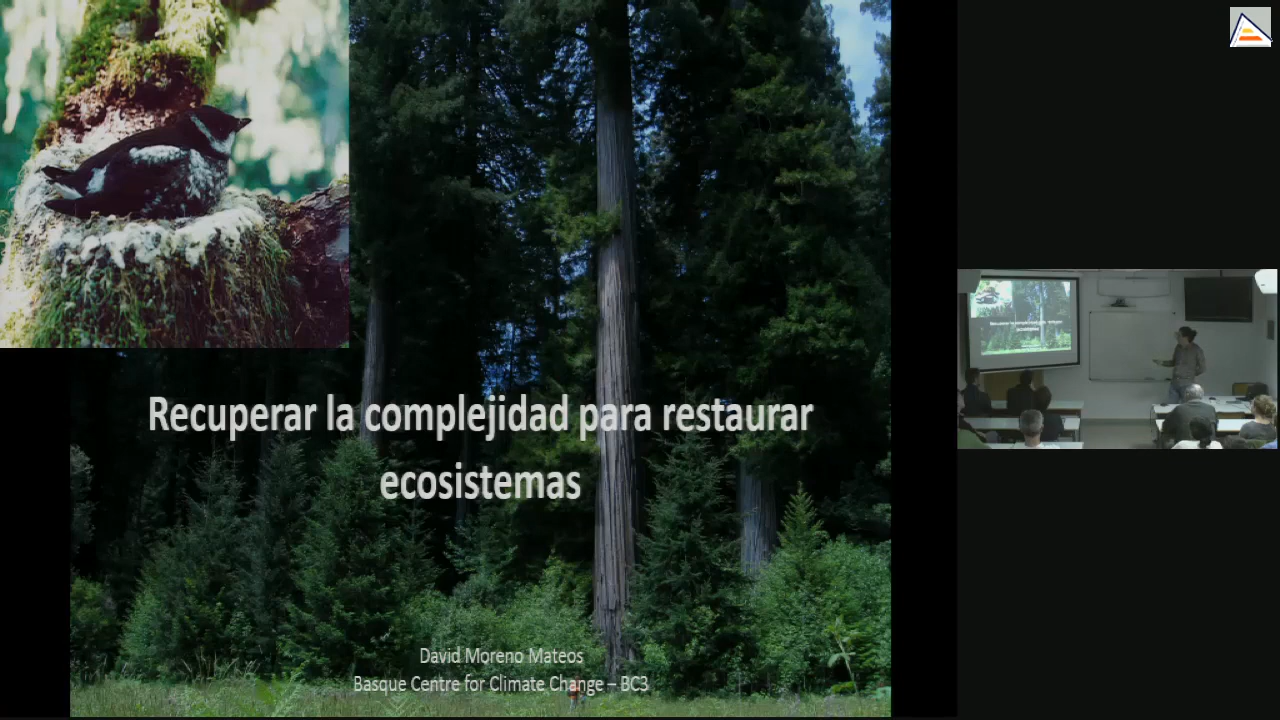 Recuperar la complejidad para restaurar
ecosistemas
David Moreno Mateos
Basque Centre for Climate Change – BC3